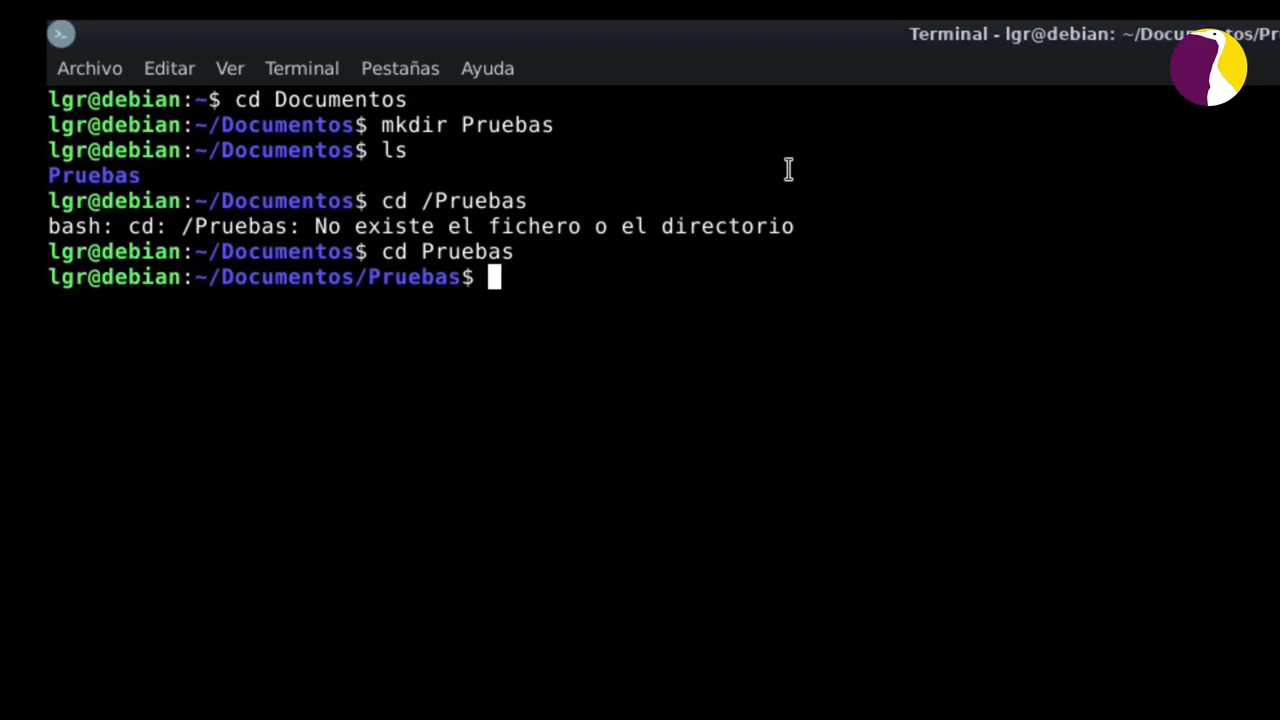 Terminal - lgr@debian: ~/Documentos/Pr
Archivo Editar Ver Terminal Pestañas Ayuda
lgr@debian:~$ cd Documentos
lgr@debian:~/Documentos$ mkdir Pruebas
lgr@debian:~/Documentos$ ls
Pruebas
lgr@debian:~/Documentos$ cd /Pruebas
bash: cd: /Pruebas: No existe el fichero o el directorio
lgr@debian:~/Documentos$ cd Pruebas
lgr@debian:~/Documentos/Pruebas$